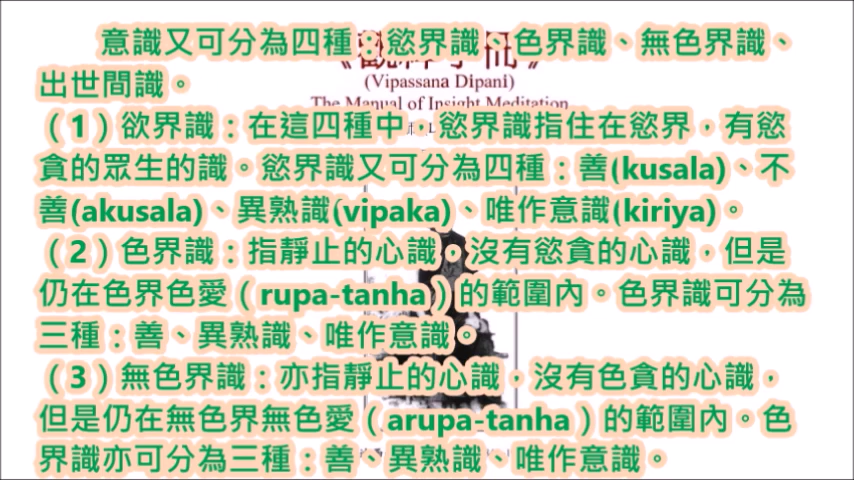 意識又可分為四種：慾界識、色界識、無色界識、
出世間識。
(Vipassana Dipani)
The Manual of Insight Meditation
（1）欲界識：在這四種中，慾界識指住在慾界，有慾
貪的眾生的識。慾界識又可分為四種：善(kusala)、不
善(akusala)、異熟識(vipaka)、唯作意識(kiriya)。
（2）色界識：指靜止的心識。沒有慾貪的心識，但是
仍在色界色愛（rupa-tanha）的範圍內。色界識可分為
三種：善、異熟識、唯作意識。
（3）無色界識：亦指靜止的心識，沒有色貪的心識，
但是仍在無色界無色愛（arupa-tanha）的範圍內。色
界識亦可分為三種：善、異熟識、唯作意識。